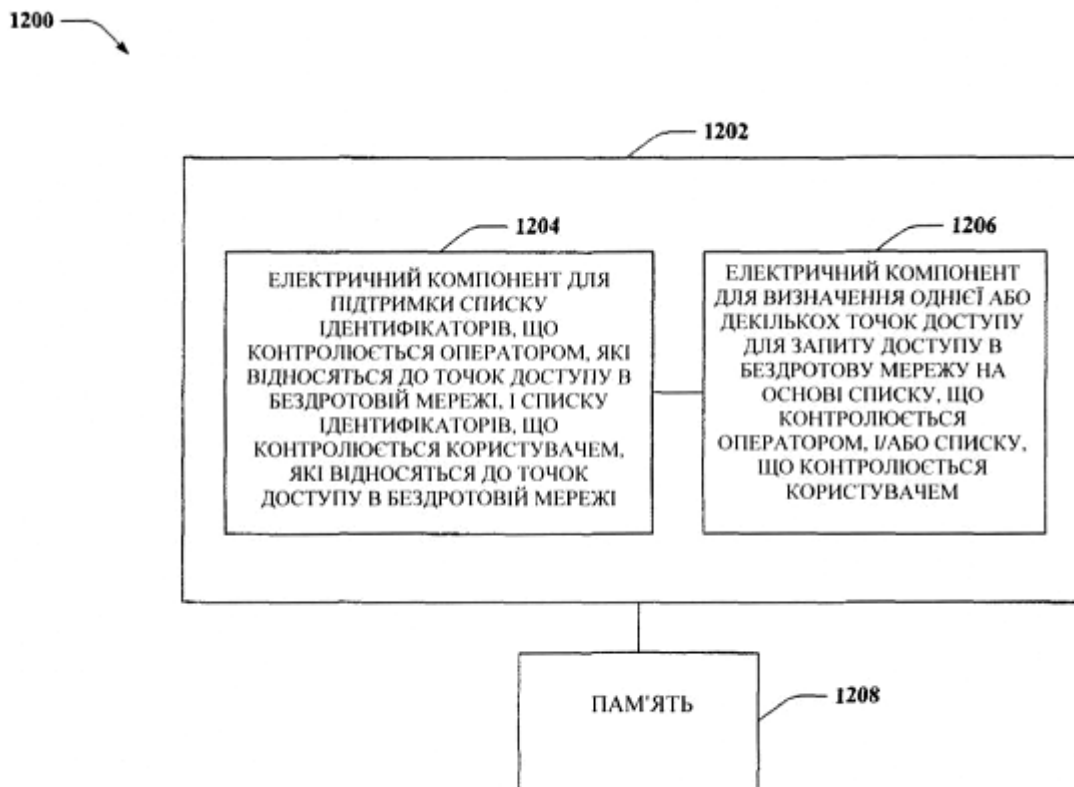 1200
1202
1204
ЕЛЕКТРИЧНИЙ КОМПОНЕНТ ДЛЯ
ПІДТРИМКИ СПИСКУ
ІДЕНТИФІКАТОРІВ, ЩО
КОНТРОЛЮЄТЬСЯ ОПЕРАТОРОМ, ЯКІ
ВІДНОСЯТЬСЯ ДО ТОЧОК ДОСТУПУ В
БЕЗДРОТОВІЙ МЕРЕЖІ, І СПИСКУ
ІДЕНТИФІКАТОРІВ, ЩО
КОНТРОЛЮЄТЬСЯ КОРИСТУВАЧЕМ,
ЯКІ ВІДНОСЯТЬСЯ ДО ТОЧОК
ДОСТУПУ В БЕЗДРОТОВІЙ МЕРЕЖІ
1206
ЕЛЕКТРИЧНИЙ КОМПОНЕНТ
ДЛЯ ВИЗНАЧЕННЯ ОДНІЄЇ АБО
ДЕКІЛЬКОХ ТОЧОК ДОСТУПУ
ДЛЯ ЗАПИТУ ДОСТУПУ В
БЕЗДРОТОВУ МЕРЕЖУ НА
ОСНОВІ СПИСКУ, ЩО
КОНТРОЛЮЄТЬСЯ
ОПЕРАТОРОМ, І/АБО СПИСКУ,
ЩО КОНТРОЛЮЄТЬСЯ
КОРИСТУВАЧЕМ
ПАМ'ЯТЬ
1208